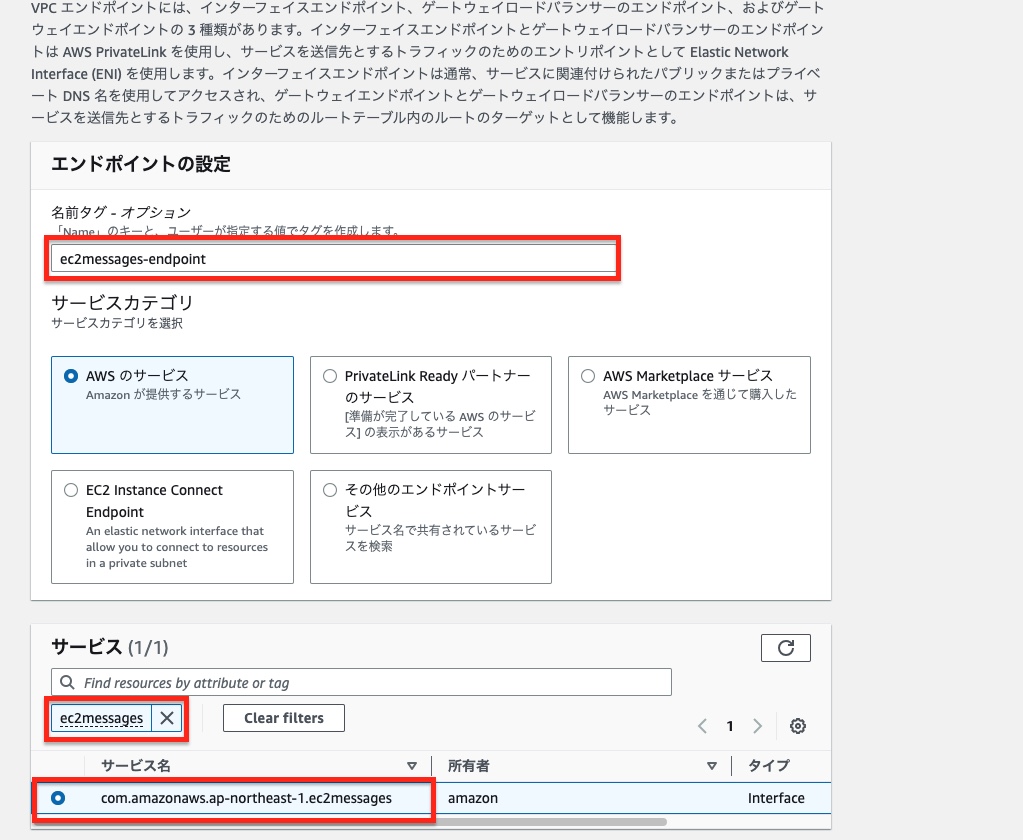 VPC エンドポイントには、インターフェイスエンドポイント、ゲートウェイロードバランサーのエンドポイント、およびゲート
ウェイエンドポイントの 3 種類があります。インターフェイスエンドポイントとゲートウェイロードバランサーのエンドポイン
トは AWS PrivateLink を使用し、サービスを送信先とするトラフィックのためのエントリポイントとして Elastic Network
Interface (ENI) を使用します。インターフェイスエンドポイントは通常、サービスに関連付けられたパブリックまたはプライベ
ート DNS 名を使用してアクセスされ、ゲートウェイエンドポイントとゲートウェイロードバランサーのエンドポイントは、サ
ービスを送信先とするトラフィックのためのルートテーブル内のルートのターゲットとして機能します。
エンドポイントの設定
名前タグ - オプション
「Name」のキーと、ユーザーが指定する値でタグを作成します。
ec2messages-endpoint
サービスカテゴリ
サービスカテゴリを選択
AWS のサービス
Amazon が提供するサービス
PrivateLink Ready パートナー
のサービス
[準備が完了している AWS のサービ
ス] の表示があるサービス
AWS Marketplace サービス
AWS Marketplace を通じて購入した
サービス
EC2 Instance Connect
Endpoint
An elastic network interface that
allow you to connect to resources
in a private subnet
その他のエンドポイントサー
ビス
サービス名で共有されているサービ
スを検索
サービス (1/1)
Find resources by attribute or tag
ec2messages
Clear filters
1
サービス名 所有者 タイプ
com.amazonaws.ap-northeast-1.ec2messages amazon Interface